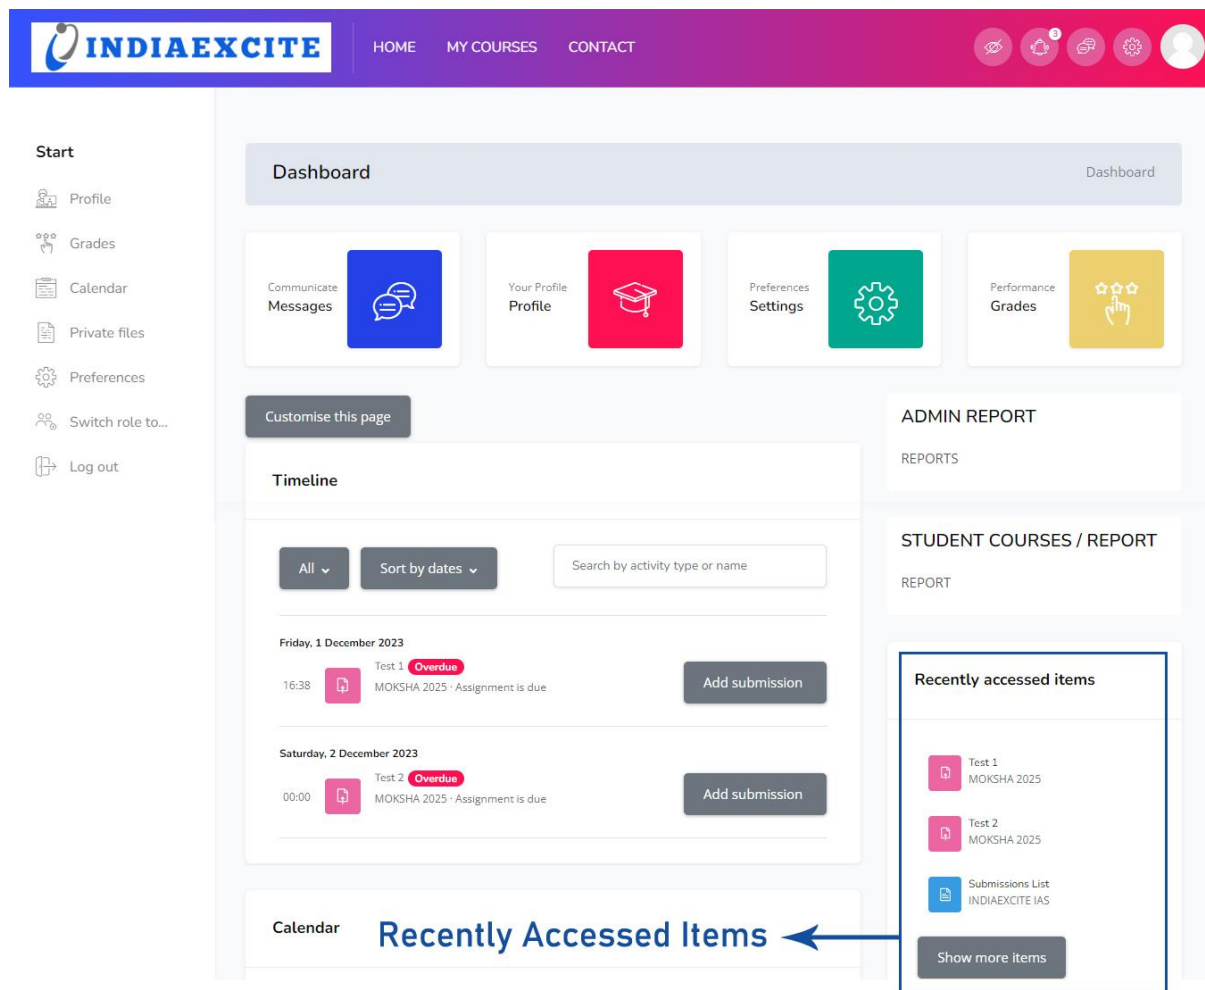 INDIAEXCITE
HOME MY COURSES CONTACT
3
Start
Profile
Grades
Calendar
Private files
Preferences
Switch role to...
Log out
Dashboard
Dashboard
Communicate
Messages
Your Profile
Profile
Preferences
Settings
Performance
Grades
Customise this page
Timeline
All Sort by dates Search by activity type or name
Friday, 1 December 2023
16:38
Test 1 Overdue
MOKSHA 2025 · Assignment is due
Add submission
Saturday, 2 December 2023
00:00
Test 2 Overdue
MOKSHA 2025 · Assignment is due
Add submission
Calendar
Recently Accessed Items
ADMIN REPORT
REPORTS
STUDENT COURSES / REPORT
REPORT
Recently accessed items
Test 1
MOKSHA 2025
Test 2
MOKSHA 2025
Submissions List
INDIAEXCITE IAS
Show more items